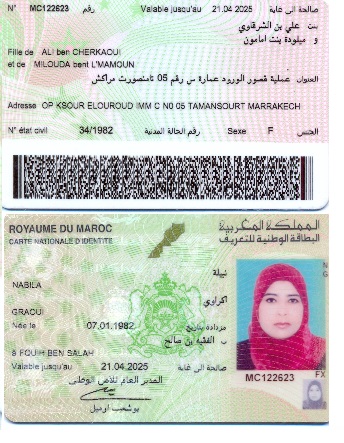 N° MC122623 رقم Valable jusqu'au 21.04.2025 صالحة الى غاية
بنت علي بن الشرقاوي
و ميلودة بنت امامون
Fille de ALI ben CHERKAOUI
et de MILOUDA ben L'MAMOUN
العنوان عملية قصور الورود عمارة س رقم 05 تامنصورت مراكش
Adresse OP KSOUR ELOUROUD IMM C N0 05 TAMANSOURT MARRAKECH
N° état civil 34/1982 رقم الحالة المدنية Sexe F الجنس
ROYAUME DU MAROC المملكة المغربية
CARTE NATIONALE D'IDENTITE البطاقة الوطنية للتعريف
نبيلة
NABILA
اكراوي
GRAOUI
Née le 07.01.1982 مزدادة بتاريخ
ب الفقيه بن صالح
à FQUIH BEN SALAH
Valable jusqu'au 21.04.2025 صالحة الى غاية
المدير العام للأمن الوطني
MC122623
بوشعيب ارميل